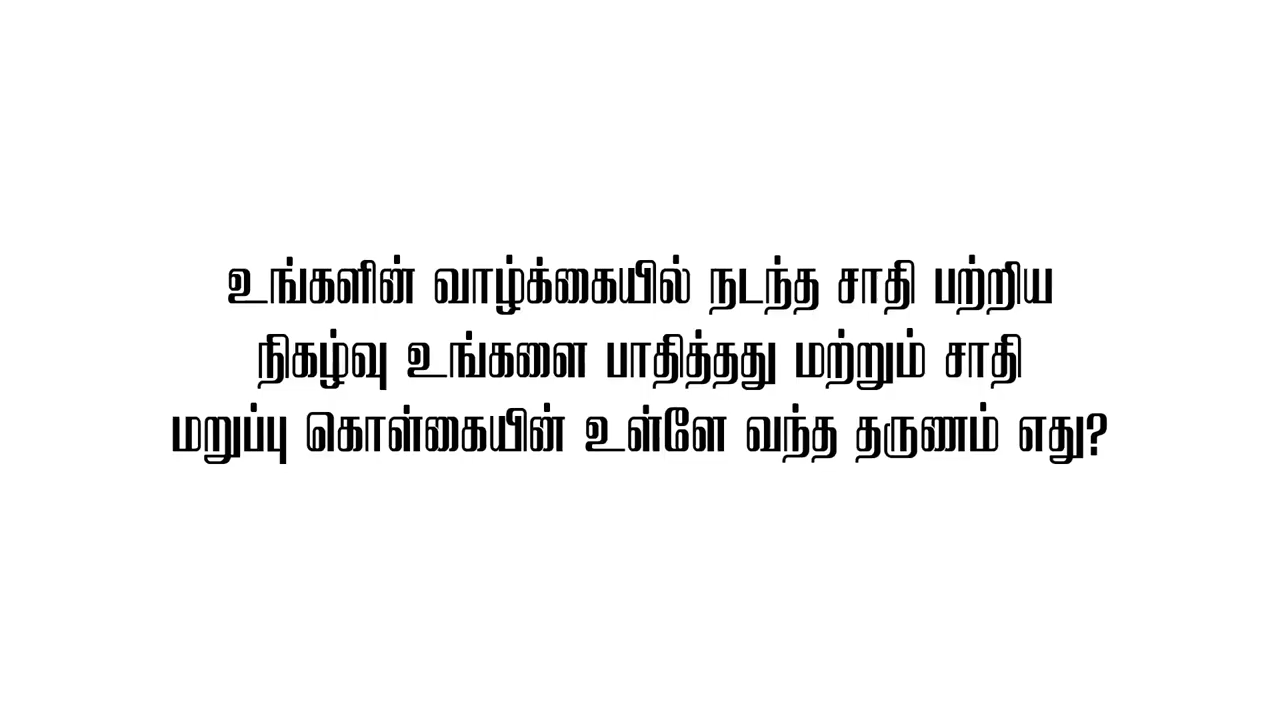 உங்களின் வாழ்க்கையில் நடந்த சாதி பற்றிய
நிகழ்வு உங்களை பாதித்தது மற்றும் சாதி
மறுப்பு கொள்கையின் உள்ளே வந்த தருணம் எது?